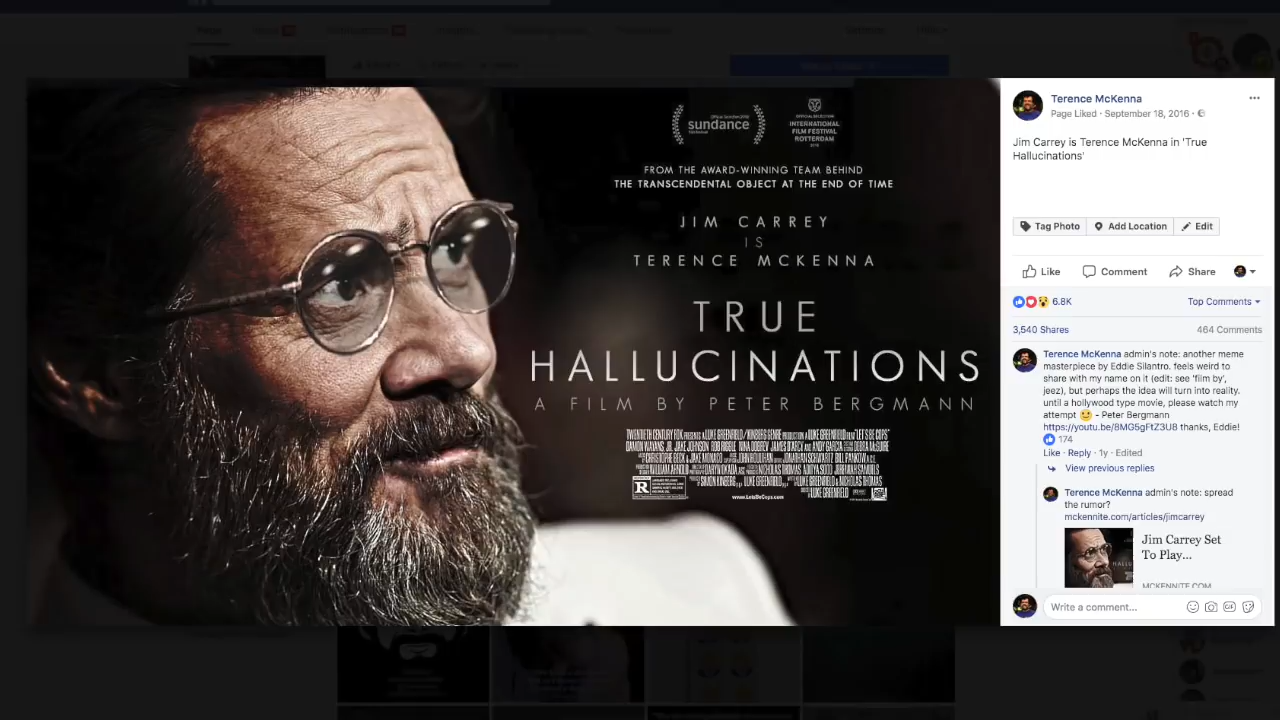 sundance
OFFICIAL SELECTION
INTERNATIONAL
FILM FESTIVAL
ROTTERDAM
FROM THE AWARD-WINNING TEAM BEHIND
THE TRANSCENDENTAL OBJECT AT THE END OF TIME
JIM CARREY
IS
TERENCE MCKENNA
TRUE
HALLUCINATIONS
A FILM BY PETER BERGMANN
R
www.LetsBeCops.com
Terence McKenna
Page Liked · September 18, 2016 ·
Jim Carrey is Terence McKenna in 'True
Hallucinations'
Tag Photo Add Location Edit
Like Comment Share
6.8K Top Comments
3,540 Shares 464 Comments
Terence McKenna admin's note: another meme
masterpiece by Eddie Silantro. feels weird to
share with my name on it (edit: see 'film by',
jeez), but perhaps the idea will turn into reality.
until a hollywood type movie, please watch my
attempt 😉 - Peter Bergmann
https://youtu.be/8MG5gFtZ3U8 thanks, Eddie!
174
Like · Reply · 1y · Edited
View previous replies
Terence McKenna admin's note: spread
the rumor?
mckennite.com/articles/jimcarrey
Jim Carrey Set
To Play...
MCKENNITE.COM
Write a comment...